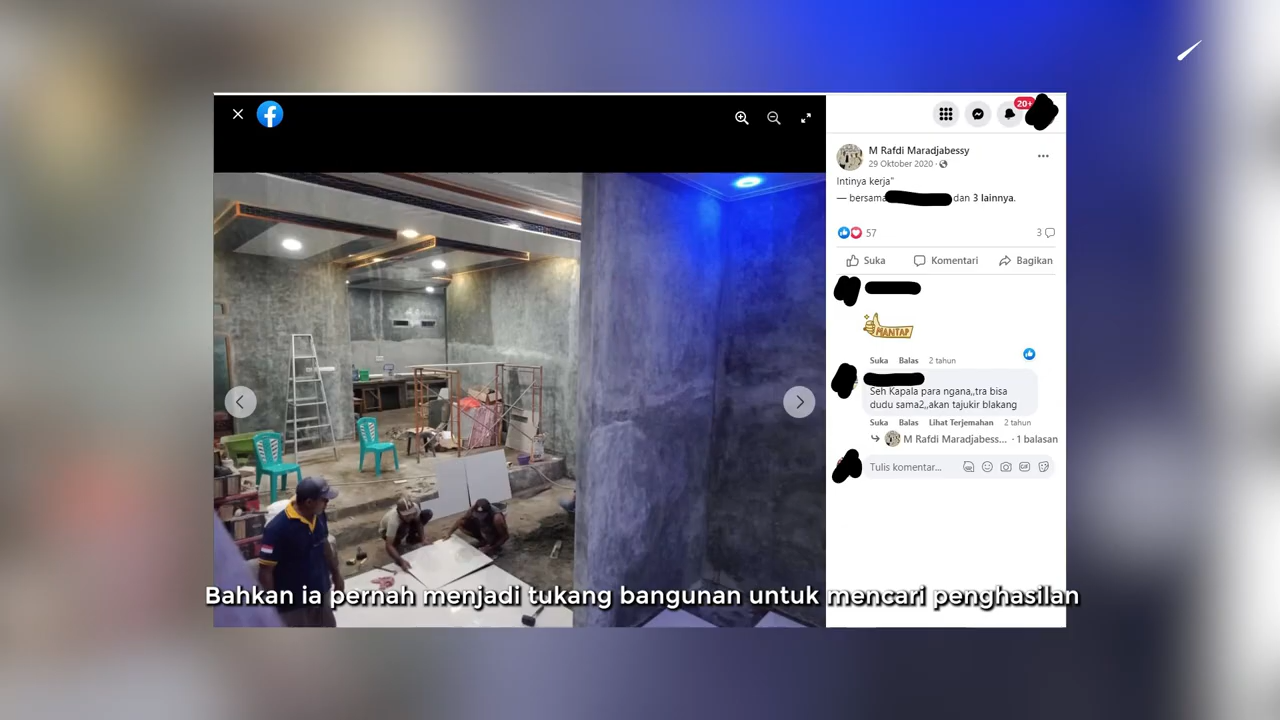 20+
M Rafdi Maradjabessy
29 Oktober 2020 ·
Intinya kerja"
— bersama dan 3 lainnya.
57
3
Suka Komentari Bagikan
MANTAP
Suka Balas 2 tahun
Seh Kapala para ngana,,tra bisa
dudu sama2,,akan tajukir blakang
Suka Balas Lihat Terjemahan 2 tahun
M Rafdi Maradjabess... · 1 balasan
Tulis komentar...
GIF
Bahkan ia pernah menjadi tukang bangunan untuk mencari penghasilan